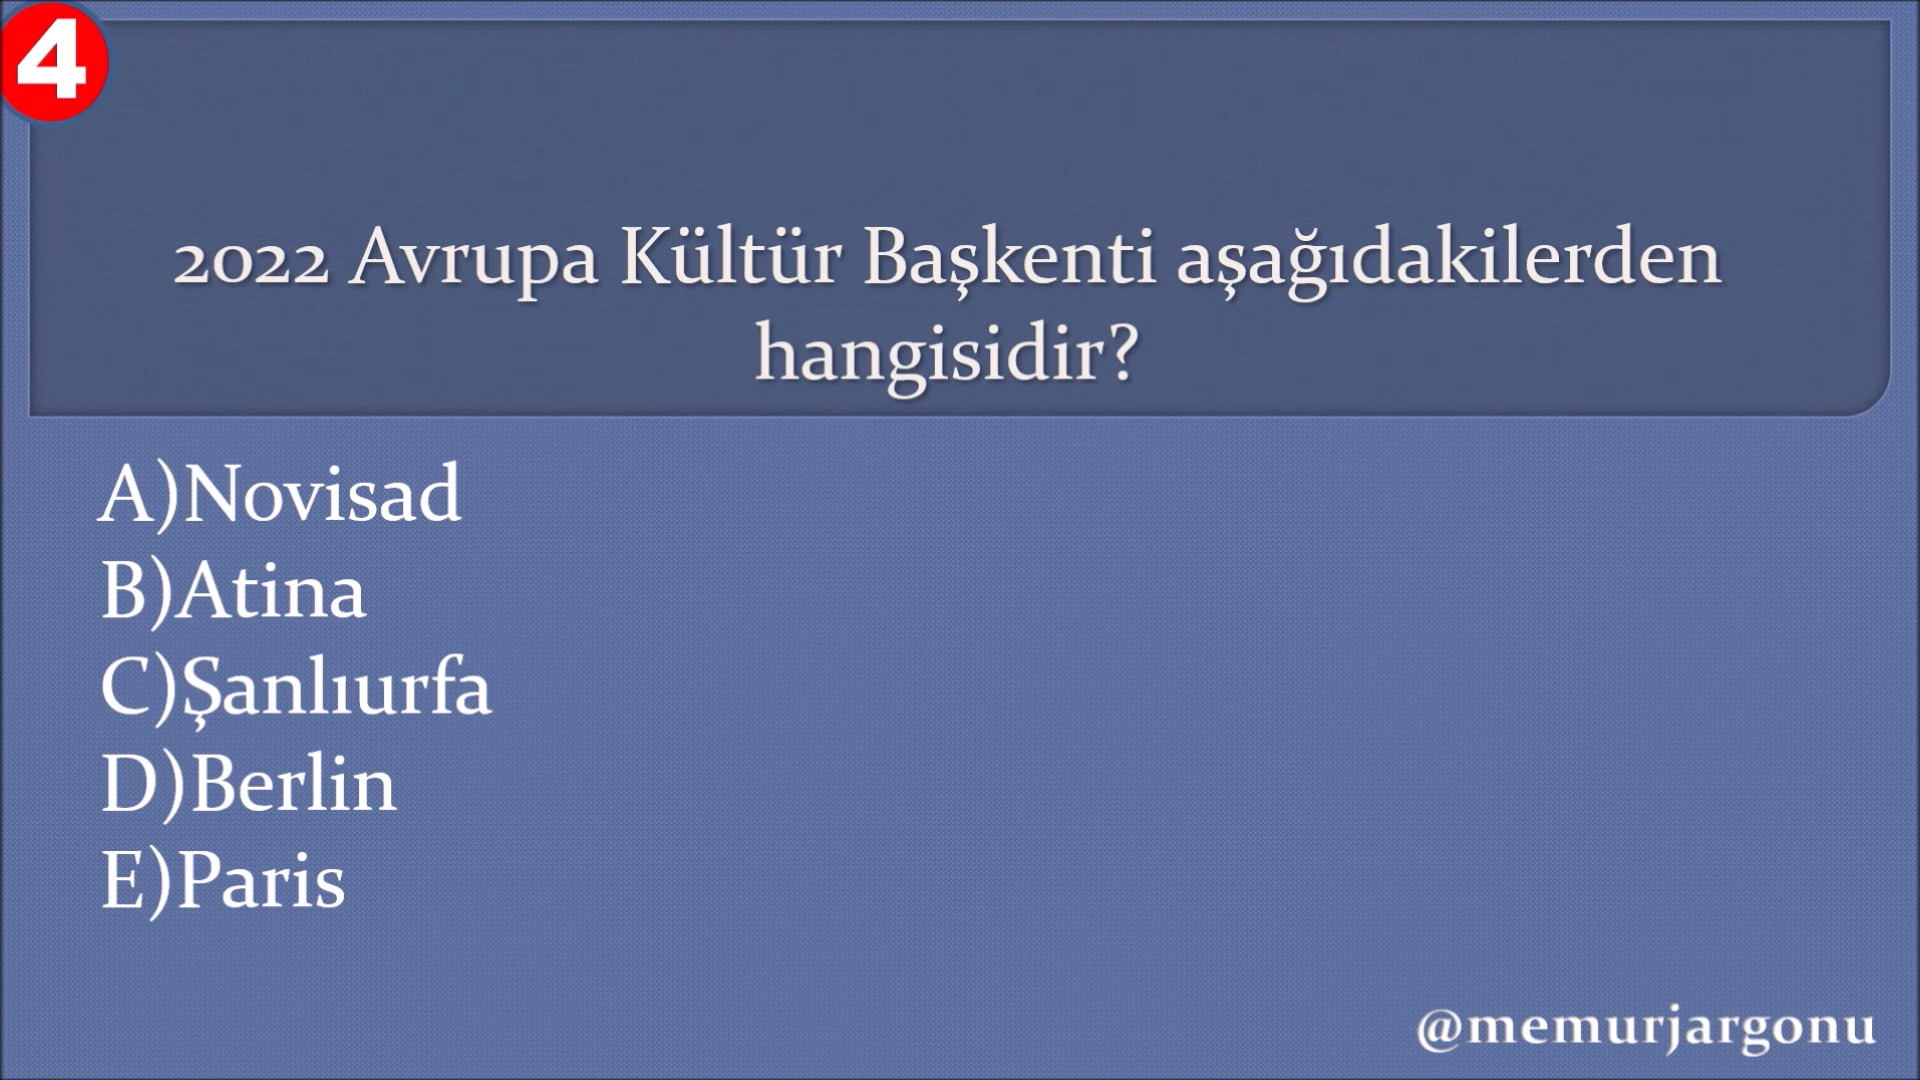 4
2022 Avrupa Kültür Başkenti aşağıdakilerden
hangisidir?
A)Novisad
B)Atina
C)Şanlıurfa
D)Berlin
E)Paris
@memurjargonu